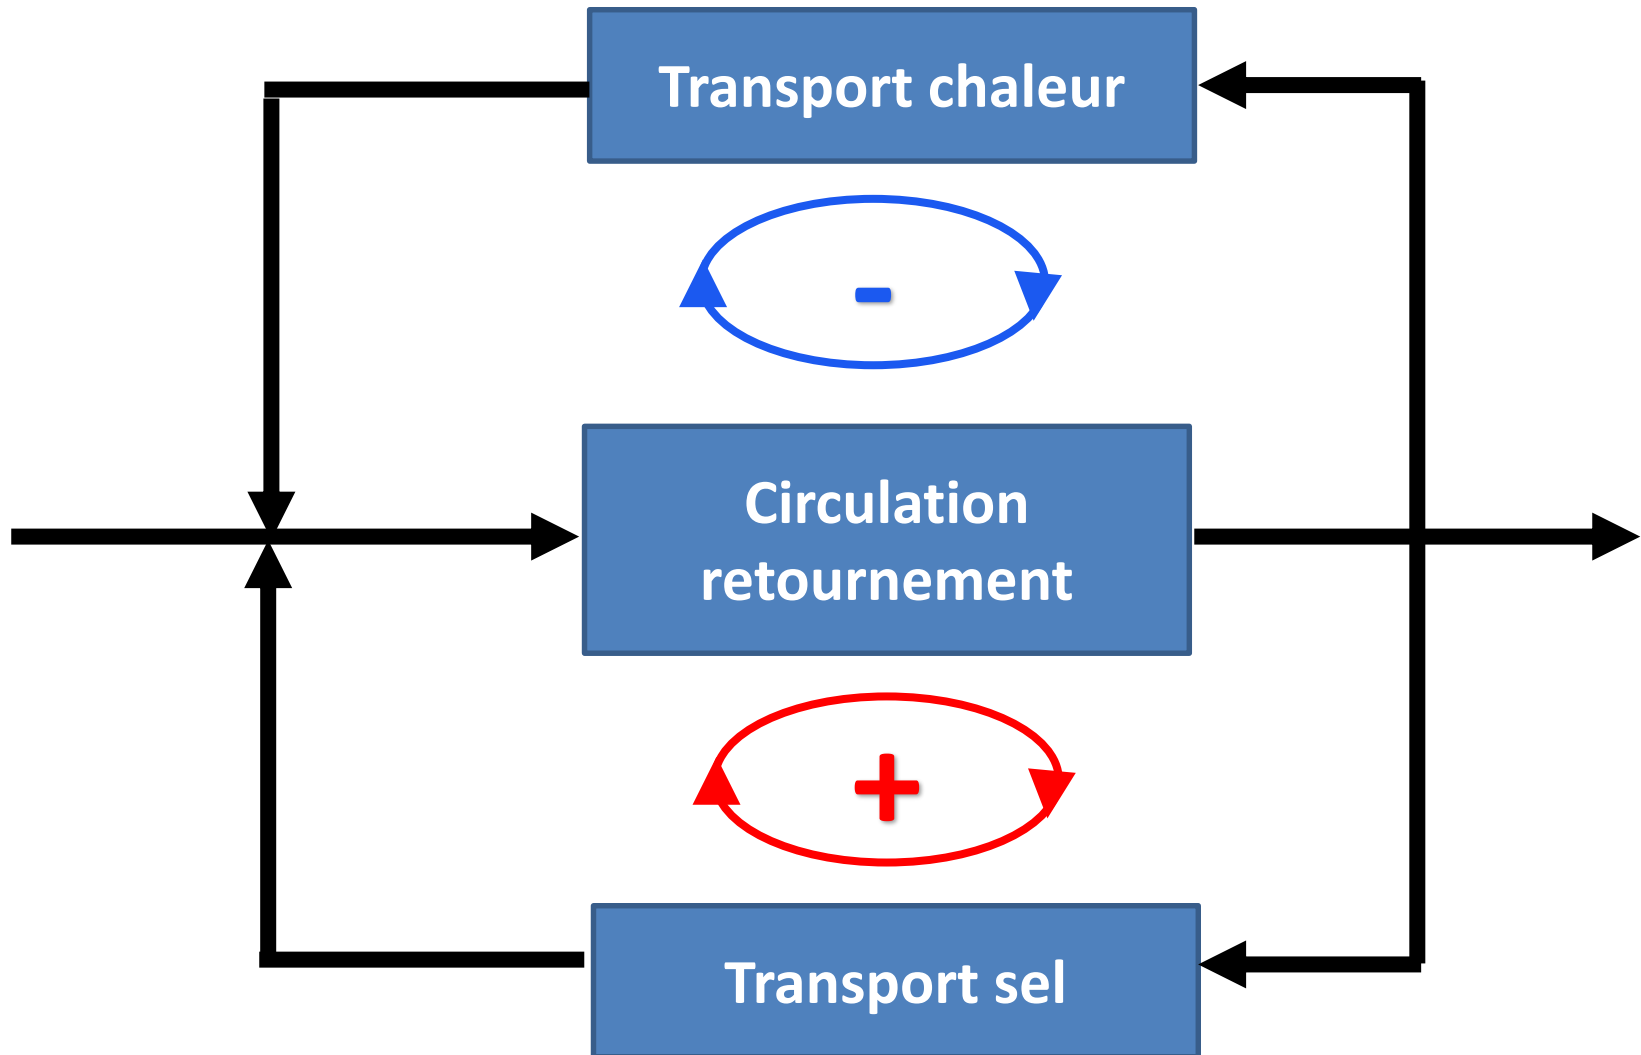 Transport chaleur
-
Circulation
retournement
+
Transport sel